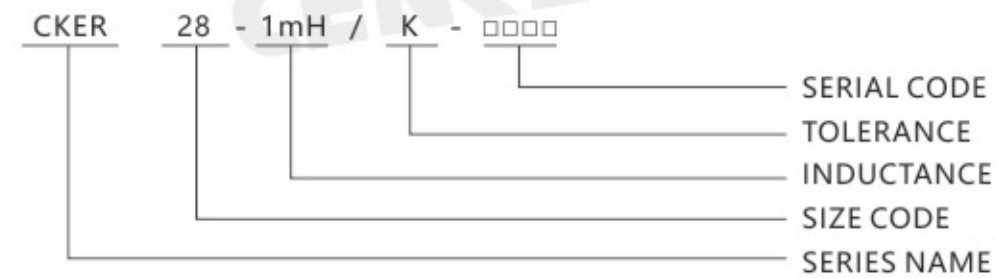 CKER 28 - 1mH / K - □□□□
SERIAL CODE
TOLERANCE
INDUCTANCE
SIZE CODE
SERIES NAME